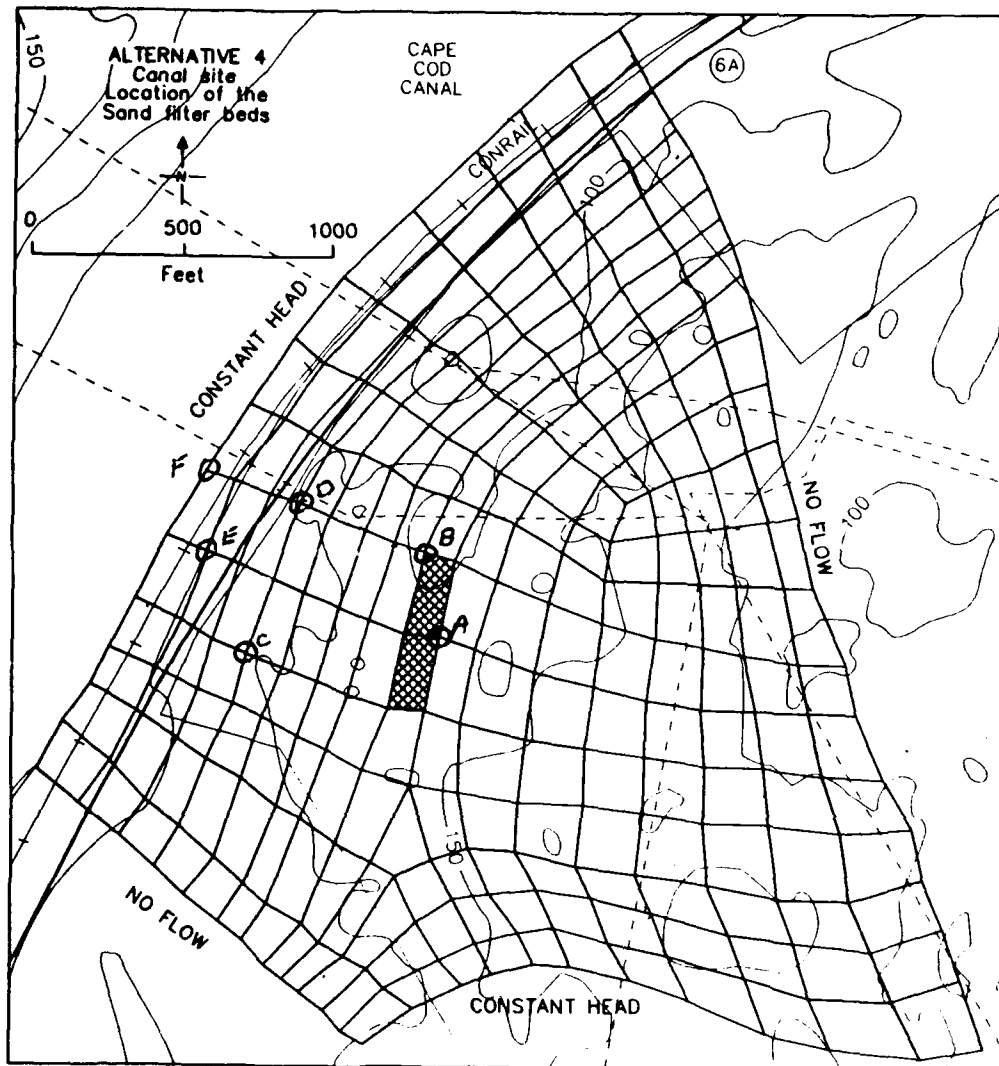 150
ALTERNATIVE 4
Canal site
Location of the
Sand filter beds
N
0 500 1000
Feet
CAPE
COD
CANAL
6A
CONRAIL
100
CONSTANT HEAD
F
D
E
B
A
C
NO FLOW
100
150
NO FLOW
CONSTANT HEAD